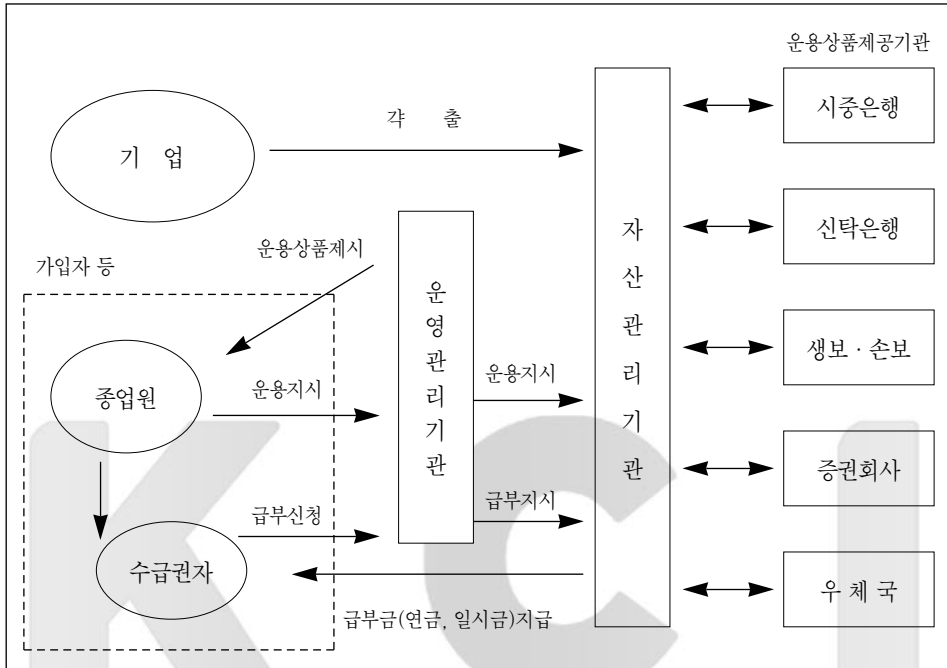 운용상품제공기관
기 업
갹 출
시중은행
신탁은행
생보 · 손보
증권회사
우 체 국
자산관리기관
운용상품제시
가입자 등
운영관리기관
종업원
운용지시
운용지시
급부신청
급부지시
수급권자
급부금(연금, 일시금)지급
KCI